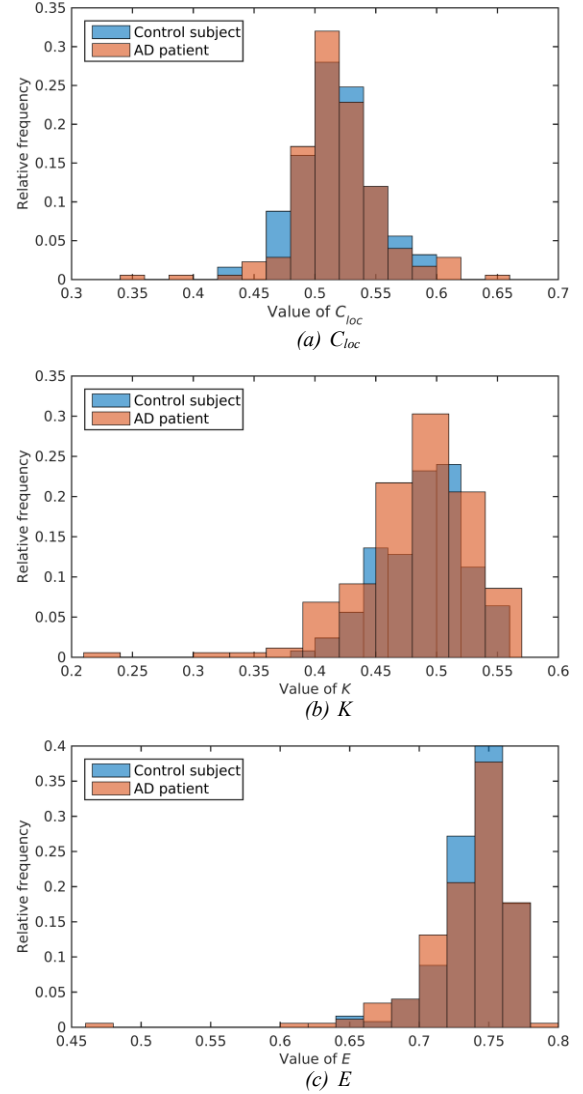 0.35
Control subject
AD patient
0.3
0.25
0.2
0.15
0.1
0.05
0
Relative frequency
0.3 0.35 0.4 0.45 0.5 0.55 0.6 0.65 0.7
Value of C_loc
(a) C_loc
0.35
Control subject
AD patient
0.3
0.25
0.2
0.15
0.1
0.05
0
Relative frequency
0.2 0.25 0.3 0.35 0.4 0.45 0.5 0.55 0.6
Value of K
(b) K
0.4
Control subject
AD patient
0.35
0.3
0.25
0.2
0.15
0.1
0.05
0
Relative frequency
0.45 0.5 0.55 0.6 0.65 0.7 0.75 0.8
Value of E
(c) E